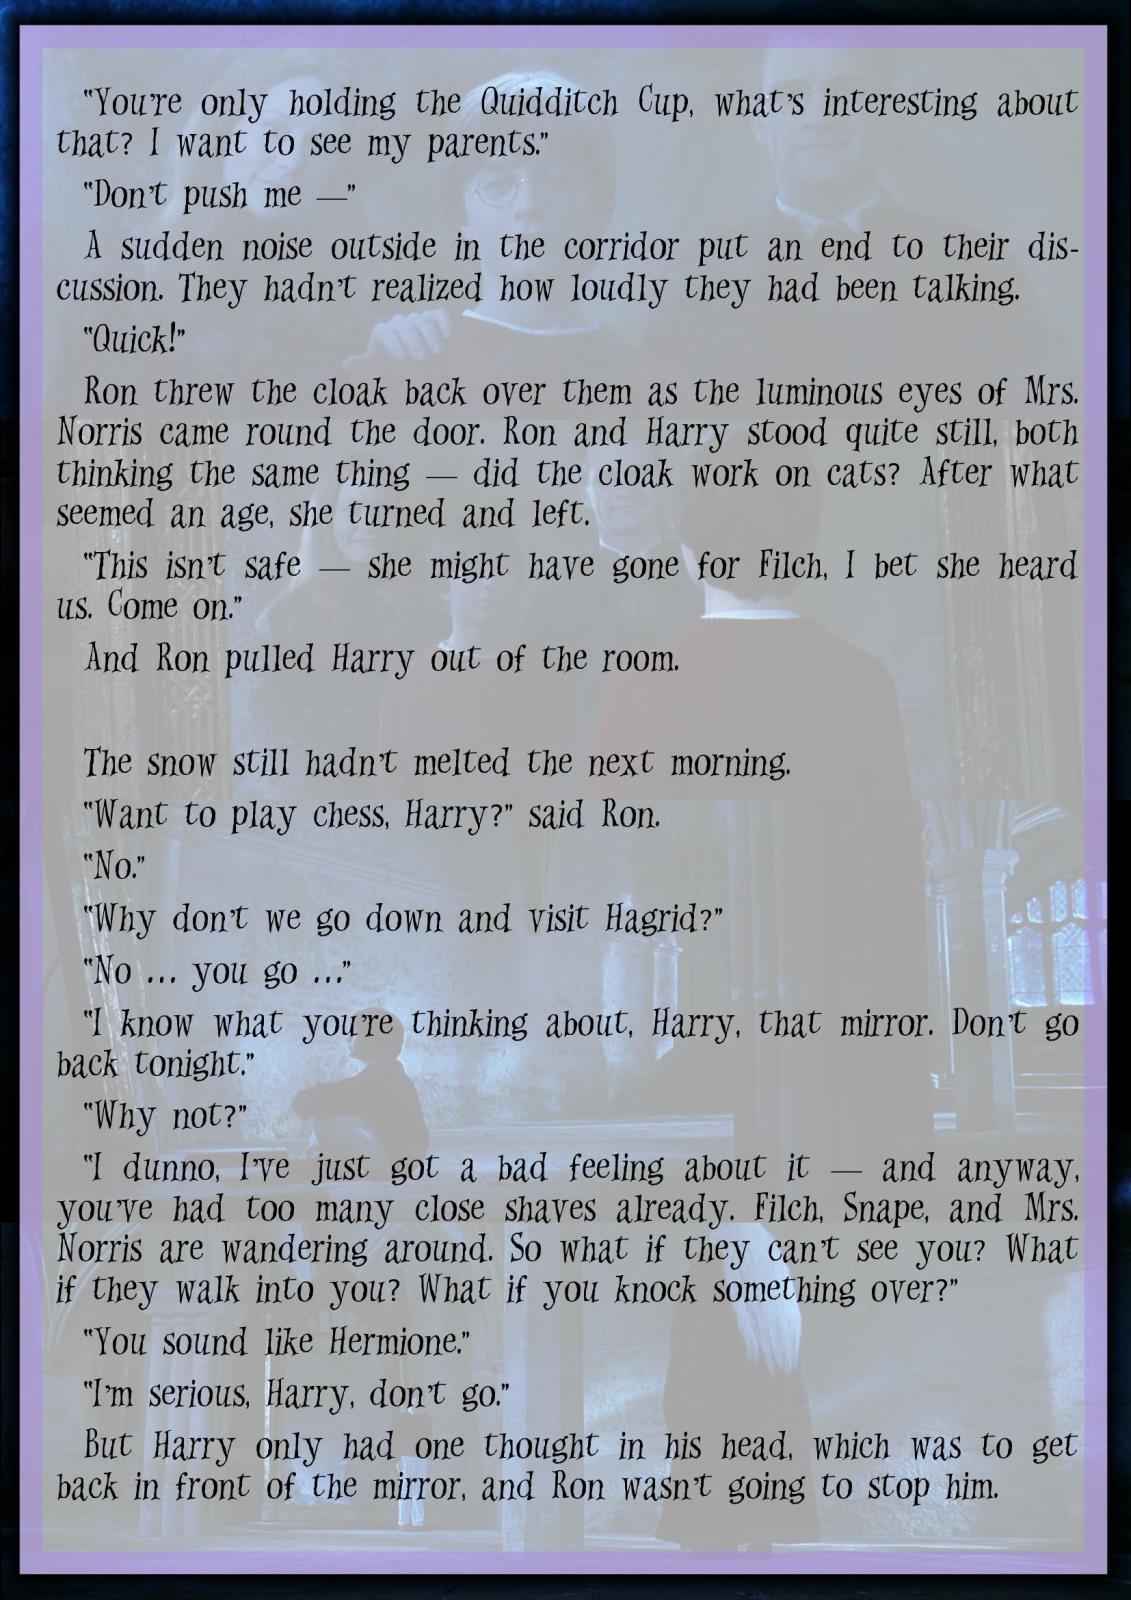 "You're only holding the Quidditch Cup, what's interesting about
that? I want to see my parents."
"Don't push me —"
A sudden noise outside in the corridor put an end to their dis-
cussion. They hadn't realized how loudly they had been talking.
"Quick!"
Ron threw the cloak back over them as the luminous eyes of Mrs.
Norris came round the door. Ron and Harry stood quite still, both
thinking the same thing — did the cloak work on cats? After what
seemed an age, she turned and left.
"This isn't safe — she might have gone for Filch, I bet she heard
us. Come on."
And Ron pulled Harry out of the room.
The snow still hadn't melted the next morning.
"Want to play chess, Harry?" said Ron.
"No."
"Why don't we go down and visit Hagrid?"
"No ... you go ..."
"I know what you're thinking about, Harry, that mirror. Don't go
back tonight."
"Why not?"
"I dunno, I've just got a bad feeling about it — and anyway,
you've had too many close shaves already. Filch, Snape, and Mrs.
Norris are wandering around. So what if they can't see you? What
if they walk into you? What if you knock something over?"
"You sound like Hermione."
"I'm serious, Harry, don't go."
But Harry only had one thought in his head, which was to get
back in front of the mirror, and Ron wasn't going to stop him.